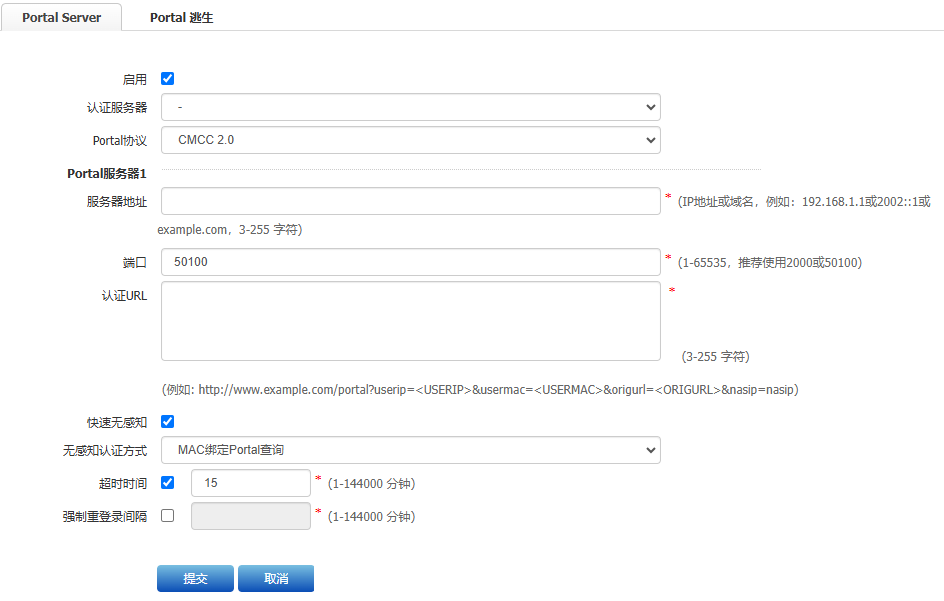 Portal Server Portal 逃生
启用
认证服务器 -
Portal协议 CMCC 2.0
Portal服务器1
服务器地址 * (IP地址或域名，例如：192.168.1.1或2002::1或
example.com，3-255 字符)
端口 50100 * (1-65535，推荐使用2000或50100)
认证URL *
(3-255 字符)
(例如: http://www.example.com/portal?userip=<USERIP>&usermac=<USERMAC>&origurl=<ORIGURL>&nasip=nasip)
快速无感知
无感知认证方式 MAC绑定Portal查询
超时时间 15 * (1-144000 分钟)
强制重登录间隔 * (1-144000 分钟)
提交 取消